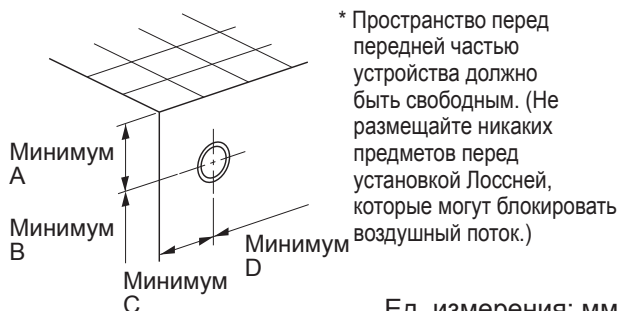 * Пространство перед
передней частью
устройства должно
быть свободным. (Не
размещайте никаких
предметов перед
установкой Лоссней,
которые могут блокировать
воздушный поток.)
Минимум
A
Минимум
B
Минимум
C
Минимум
D
Ед. измерения: мм